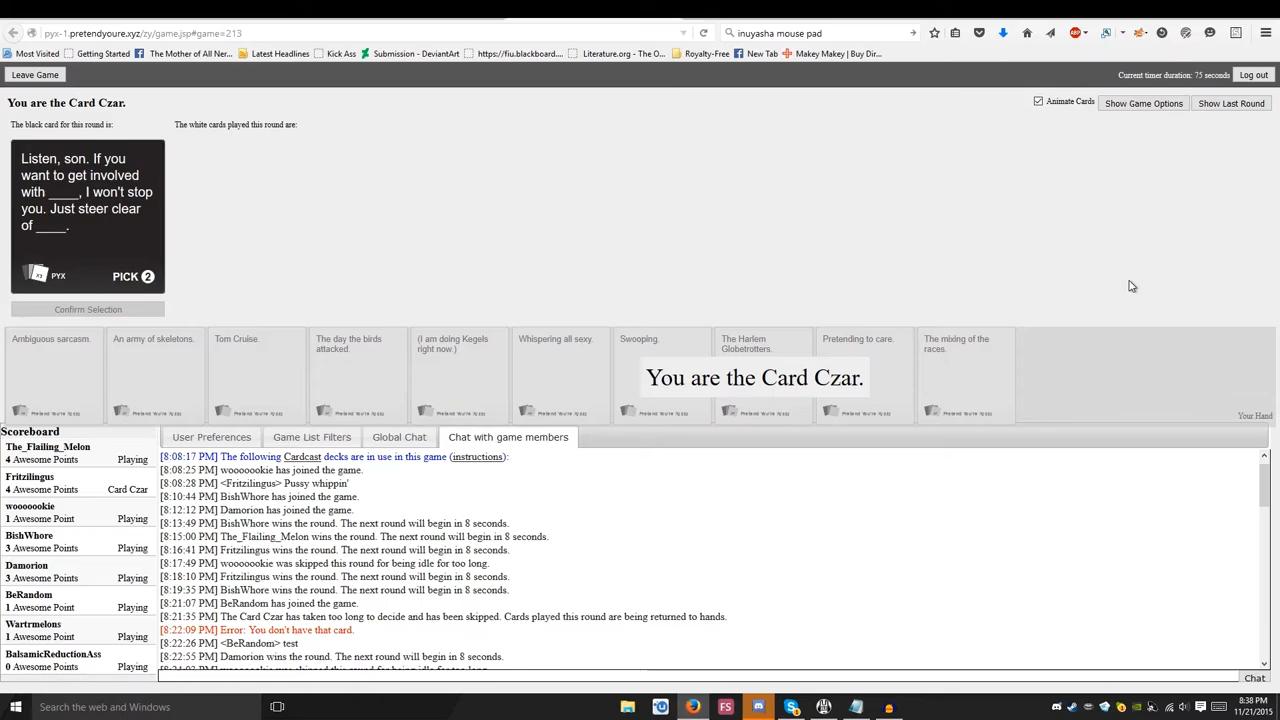 pyx-1.pretendyoure.xyz/zy/game.jsp#game=213
inuyasha mouse pad
Most Visited
Getting Started
The Mother of All Ner...
Latest Headlines
Kick Ass
Submission - DeviantArt
https://fiu.blackboard....
Literature.org - The O...
Royalty-Free
New Tab
Makey Makey | Buy Dir...
Leave Game
Current timer duration: 75 seconds
Log out
You are the Card Czar.
Animate Cards
Show Game Options
Show Last Round
The black card for this round is:
The white cards played this round are:
Listen, son. If you
want to get involved
with ____, I won't stop
you. Just steer clear
of ____.
PYX
PICK 2
Confirm Selection
Ambiguous sarcasm.
An army of skeletons.
Tom Cruise.
The day the birds
attacked.
(I am doing Kegels
right now.)
Whispering all sexy.
Swooping.
The Harlem
Globetrotters.
Pretending to care.
The mixing of the
races.
You are the Card Czar.
Your Hand
Scoreboard
The_Flailing_Melon
4 Awesome Points Playing
Fritzilingus
4 Awesome Points Card Czar
wooooookie
1 Awesome Point Playing
BishWhore
3 Awesome Points Playing
Damorion
3 Awesome Points Playing
BeRandom
1 Awesome Point Playing
Wartrmelons
1 Awesome Point Playing
BalsamicReductionAss
0 Awesome Points Playing
User Preferences
Game List Filters
Global Chat
Chat with game members
[8:08:17 PM] The following Cardcast decks are in use in this game (instructions):
[8:08:25 PM] wooooookie has joined the game.
[8:08:28 PM] <Fritzilingus> Pussy whippin'
[8:10:44 PM] BishWhore has joined the game.
[8:12:12 PM] Damorion has joined the game.
[8:13:49 PM] BishWhore wins the round. The next round will begin in 8 seconds.
[8:15:00 PM] The_Flailing_Melon wins the round. The next round will begin in 8 seconds.
[8:16:41 PM] Fritzilingus wins the round. The next round will begin in 8 seconds.
[8:17:49 PM] wooooookie was skipped this round for being idle for too long.
[8:18:10 PM] Fritzilingus wins the round. The next round will begin in 8 seconds.
[8:19:35 PM] BishWhore wins the round. The next round will begin in 8 seconds.
[8:21:07 PM] BeRandom has joined the game.
[8:21:35 PM] The Card Czar has taken too long to decide and has been skipped. Cards played this round are being returned to hands.
[8:22:09 PM] Error: You don't have that card.
[8:22:26 PM] <BeRandom> test
[8:22:55 PM] Damorion wins the round. The next round will begin in 8 seconds.
Chat
Search the web and Windows
8:38 PM
11/21/2015